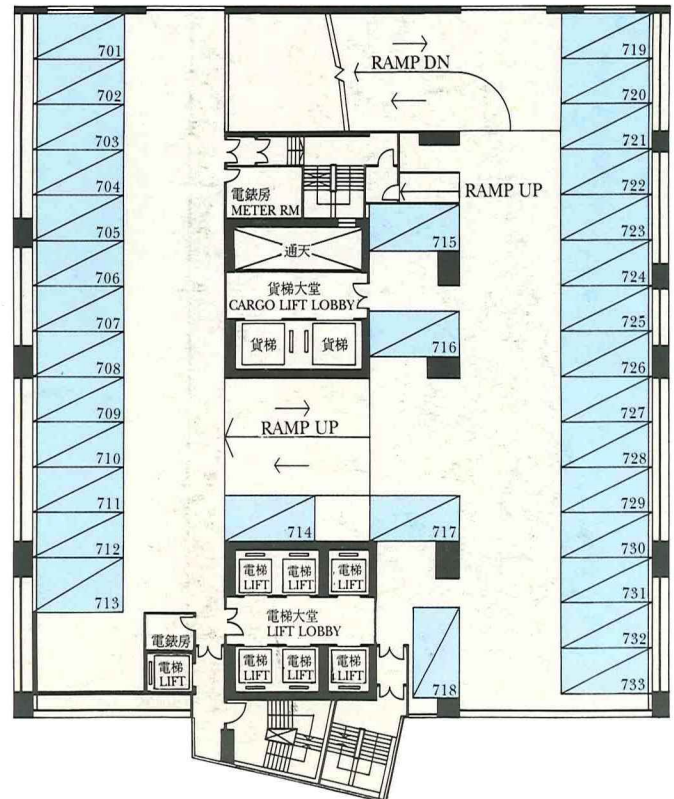 701
702
703
704
705
706
707
708
709
710
711
712
713
RAMP DN
電錶房
METER RM
RAMP UP
通天
715
貨梯大堂
CARGO LIFT LOBBY
貨梯
貨梯
716
RAMP UP
714
717
電梯
LIFT
電梯
LIFT
電梯
LIFT
電梯大堂
LIFT LOBBY
電錶房
電梯
LIFT
電梯
LIFT
電梯
LIFT
電梯
LIFT
718
719
720
721
722
723
724
725
726
727
728
729
730
731
732
733